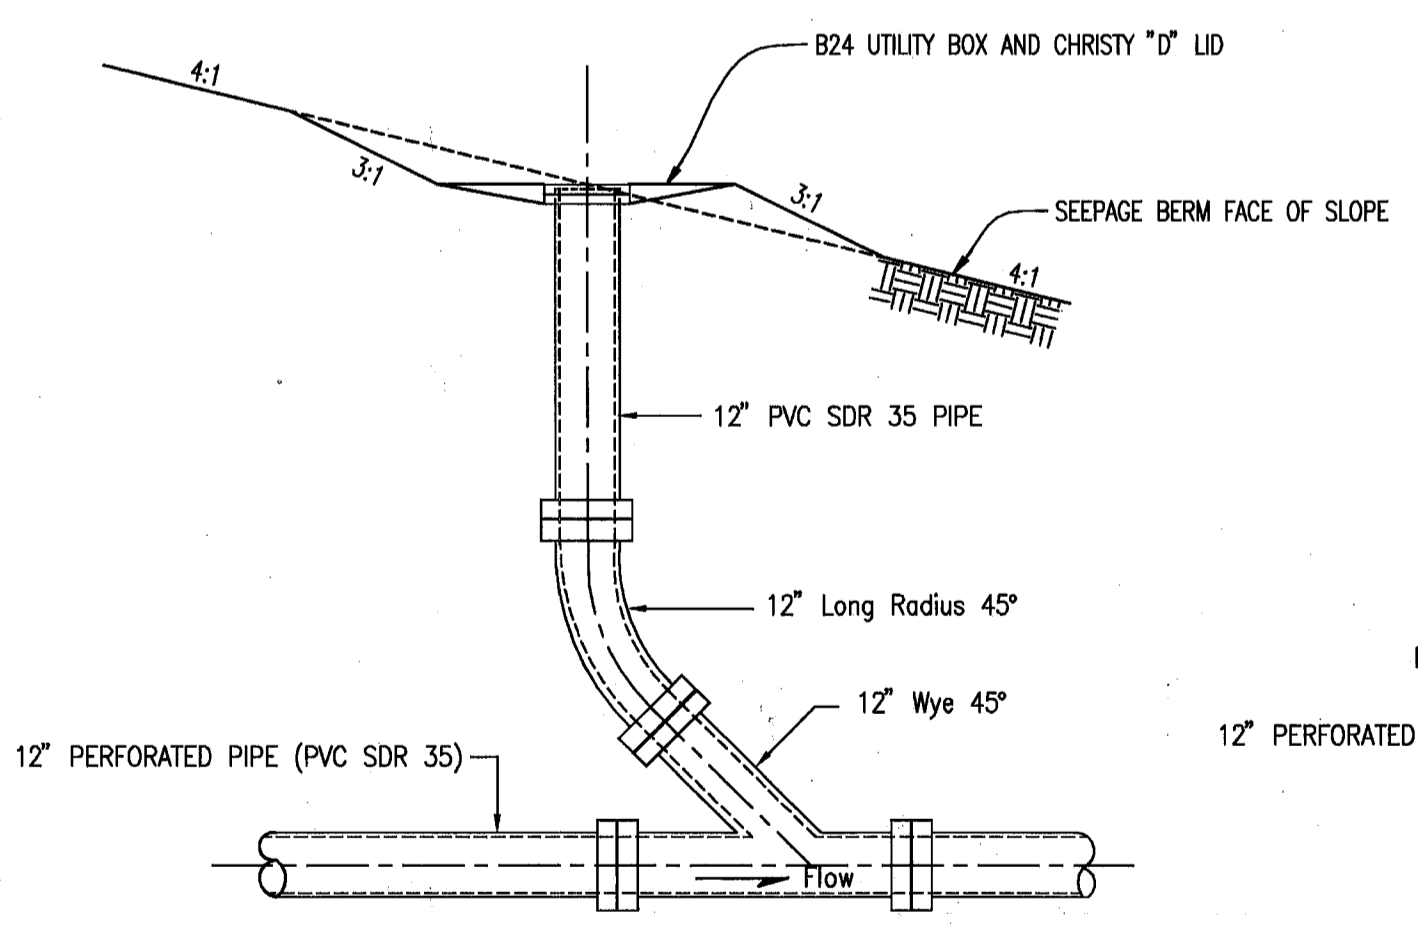 B24 UTILITY BOX AND CHRISTY "D" LID
4:1
3:1
3:1
SEEPAGE BERM FACE OF SLOPE
4:1
12" PVC SDR 35 PIPE
12" Long Radius 45°
12" Wye 45°
12" PERFORATED PIPE (PVC SDR 35)
12" PERFORATED
Flow